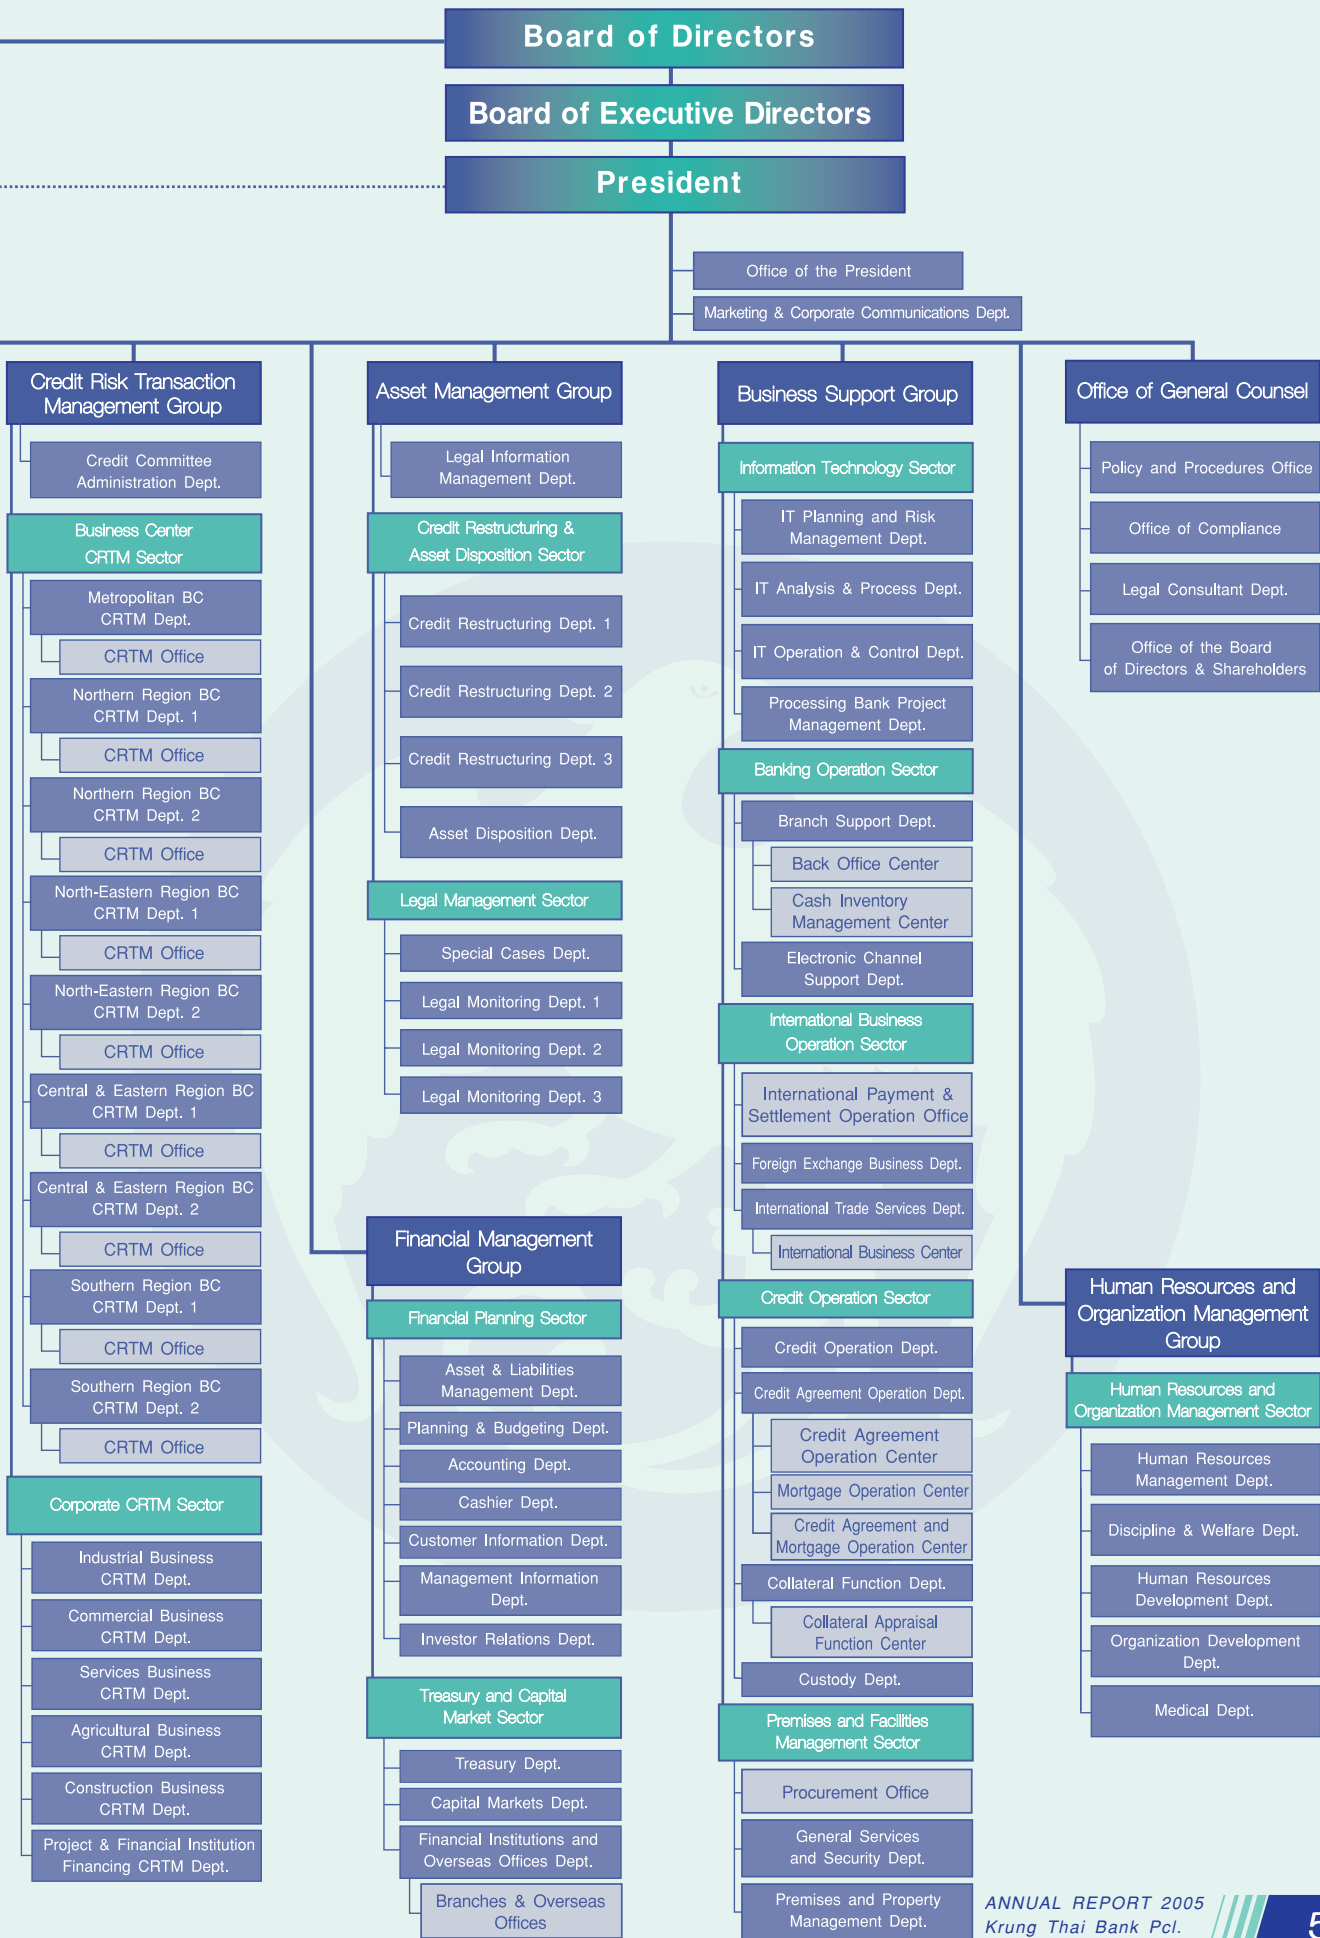 Board of Directors
Board of Executive Directors
President
Office of the President
Marketing & Corporate Communications Dept.
Credit Risk Transaction
Management Group
Credit Committee
Administration Dept.
Business Center
CRTM Sector
Metropolitan BC
CRTM Dept.
CRTM Office
Northern Region BC
CRTM Dept. 1
CRTM Office
Northern Region BC
CRTM Dept. 2
CRTM Office
North-Eastern Region BC
CRTM Dept. 1
CRTM Office
North-Eastern Region BC
CRTM Dept. 2
CRTM Office
Central & Eastern Region BC
CRTM Dept. 1
CRTM Office
Central & Eastern Region BC
CRTM Dept. 2
CRTM Office
Southern Region BC
CRTM Dept. 1
CRTM Office
Southern Region BC
CRTM Dept. 2
CRTM Office
Corporate CRTM Sector
Industrial Business
CRTM Dept.
Commercial Business
CRTM Dept.
Services Business
CRTM Dept.
Agricultural Business
CRTM Dept.
Construction Business
CRTM Dept.
Project & Financial Institution
Financing CRTM Dept.
Asset Management Group
Legal Information
Management Dept.
Credit Restructuring &
Asset Disposition Sector
Credit Restructuring Dept. 1
Credit Restructuring Dept. 2
Credit Restructuring Dept. 3
Asset Disposition Dept.
Legal Management Sector
Special Cases Dept.
Legal Monitoring Dept. 1
Legal Monitoring Dept. 2
Legal Monitoring Dept. 3
Financial Management
Group
Financial Planning Sector
Asset & Liabilities
Management Dept.
Planning & Budgeting Dept.
Accounting Dept.
Cashier Dept.
Customer Information Dept.
Management Information
Dept.
Investor Relations Dept.
Treasury and Capital
Market Sector
Treasury Dept.
Capital Markets Dept.
Financial Institutions and
Overseas Offices Dept.
Branches & Overseas
Offices
Business Support Group
Information Technology Sector
IT Planning and Risk
Management Dept.
IT Analysis & Process Dept.
IT Operation & Control Dept.
Processing Bank Project
Management Dept.
Banking Operation Sector
Branch Support Dept.
Back Office Center
Cash Inventory
Management Center
Electronic Channel
Support Dept.
International Business
Operation Sector
International Payment &
Settlement Operation Office
Foreign Exchange Business Dept.
International Trade Services Dept.
International Business Center
Credit Operation Sector
Credit Operation Dept.
Credit Agreement Operation Dept.
Credit Agreement
Operation Center
Mortgage Operation Center
Credit Agreement and
Mortgage Operation Center
Collateral Function Dept.
Collateral Appraisal
Function Center
Custody Dept.
Premises and Facilities
Management Sector
Procurement Office
General Services
and Security Dept.
Premises and Property
Management Dept.
Office of General Counsel
Policy and Procedures Office
Office of Compliance
Legal Consultant Dept.
Office of the Board
of Directors & Shareholders
Human Resources and
Organization Management
Group
Human Resources and
Organization Management Sector
Human Resources
Management Dept.
Discipline & Welfare Dept.
Human Resources
Development Dept.
Organization Development
Dept.
Medical Dept.
ANNUAL REPORT 2005
Krung Thai Bank Pcl.